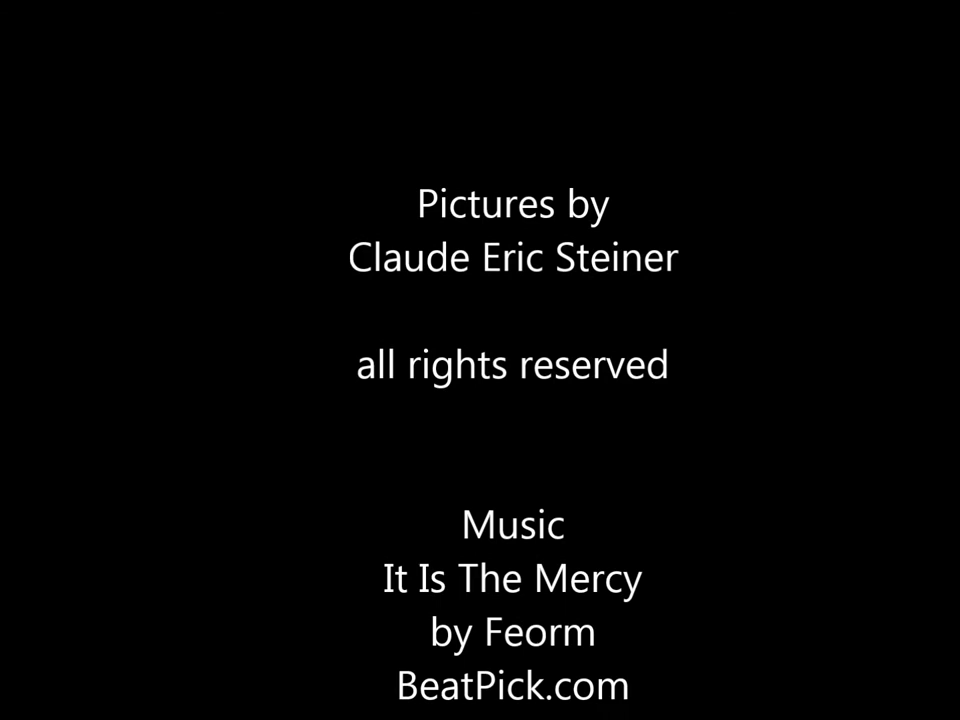 Pictures by
Claude Eric Steiner
all rights reserved
Music
It Is The Mercy
by Feorm
BeatPick.com